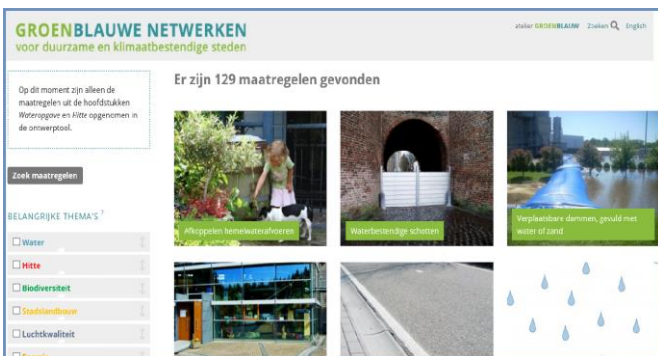 GROENBLAUWE NETWERKEN
voor duurzame en klimaatbestendige steden
atelier GROENBLAUW Zoeken English
Op dit moment zijn alleen de
maatregelen uit de hoofdstukken
Wateropgave en Hitte opgenomen in
de ontwerptool.
Zoek maatregelen
BELANGRIJKE THEMA'S ?
Water
Hitte
Biodiversiteit
Stadslandbouw
Luchtkwaliteit
Energie
Er zijn 129 maatregelen gevonden
Afkoppelen hemelwaterafvoeren
Waterbestendige schotten
Verplaatsbare dammen, gevuld met
water of zand